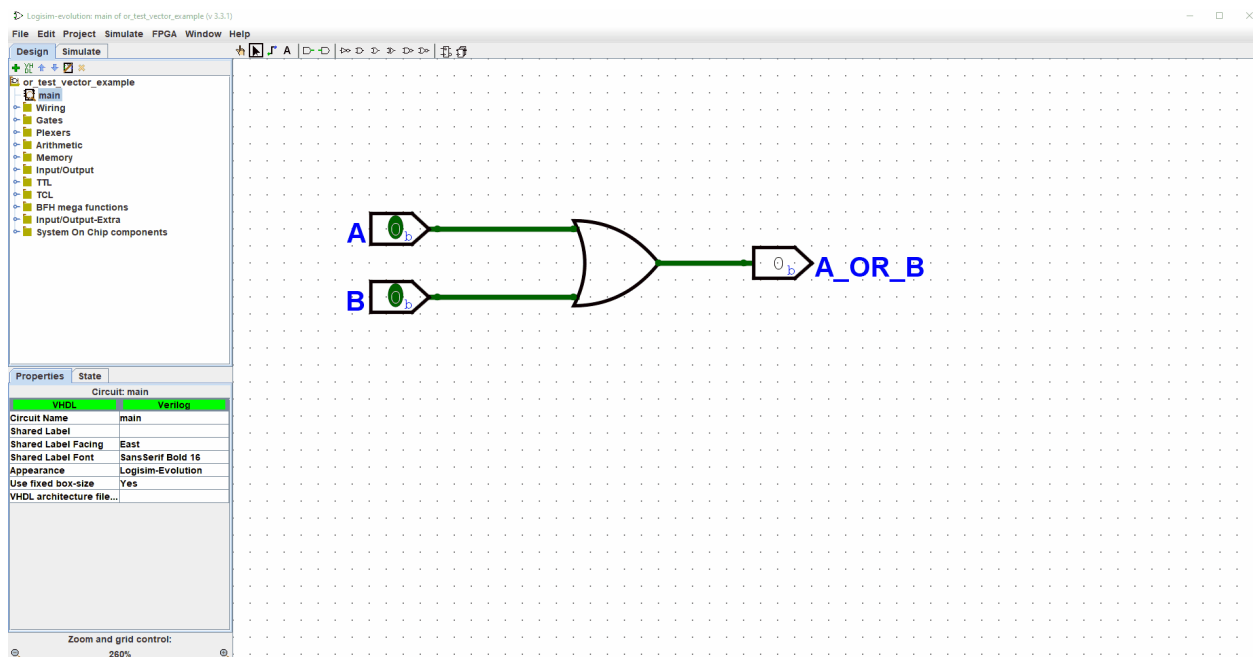 Logisim-evolution: main of or_test_vector_example (v 3.3.1)
File Edit Project Simulate FPGA Window Help
Design Simulate
or_test_vector_example
main
Wiring
Gates
Plexers
Arithmetic
Memory
Input/Output
TTL
TCL
BFH mega functions
Input/Output-Extra
System On Chip components
A 0b
B 0b
0b A_OR_B
Properties State
Circuit: main
VHDL Verilog
Circuit Name main
Shared Label
Shared Label Facing East
Shared Label Font SansSerif Bold 16
Appearance Logisim-Evolution
Use fixed box-size Yes
VHDL architecture file...
Zoom and grid control:
260%